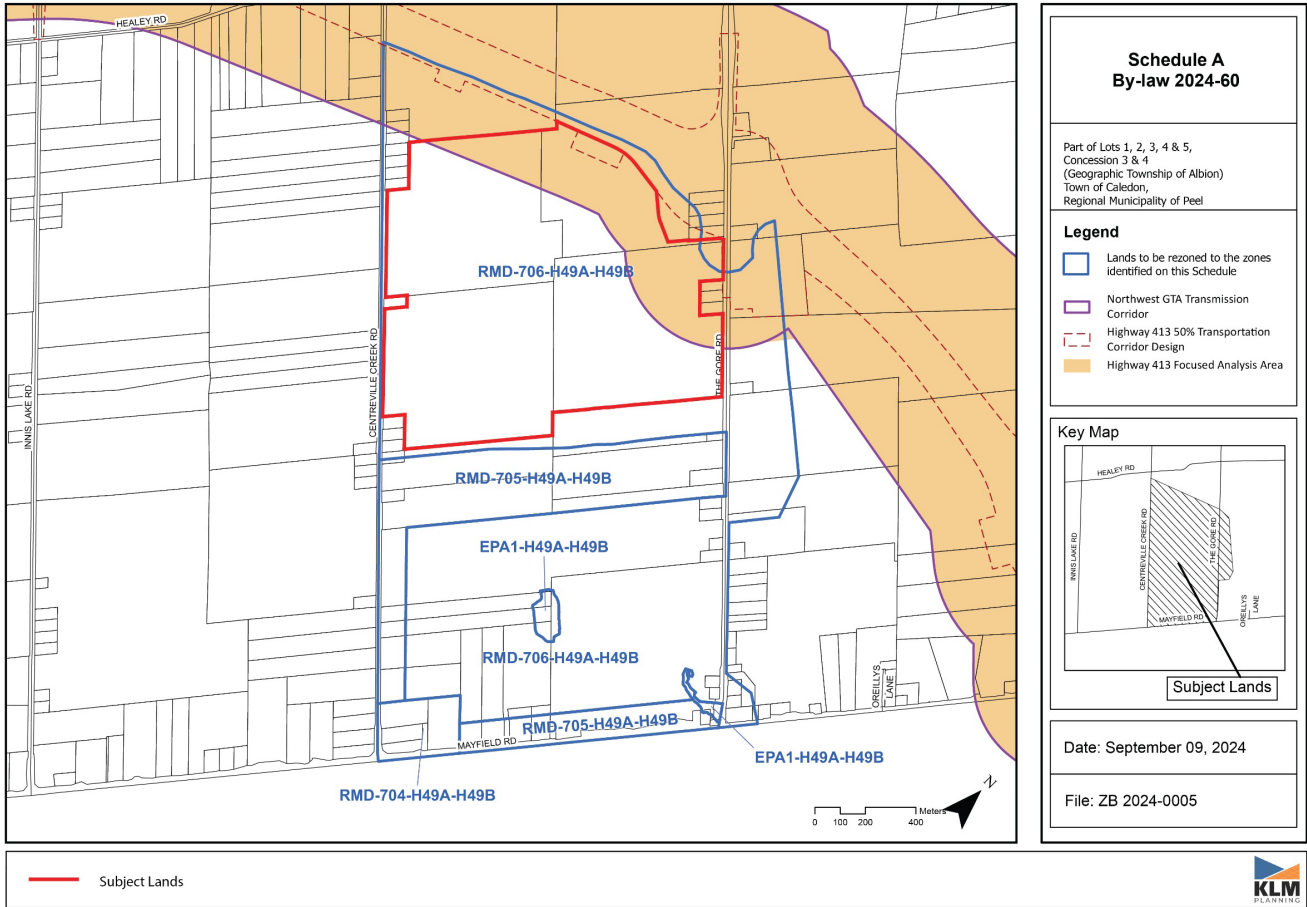 HEALEY RD
INNIS LAKE RD
CENTREVILLE CREEK RD
THE GORE RD
RMD-706-H49A-H49B
RMD-705-H49A-H49B
EPA1-H49A-H49B
RMD-706-H49A-H49B
RMD-705-H49A-H49B
MAYFIELD RD
OREILLYS
LANE
EPA1-H49A-H49B
RMD-704-H49A-H49B
N
Meters
0 100 200 400
Schedule A
By-law 2024-60
Part of Lots 1, 2, 3, 4 & 5,
Concession 3 & 4
(Geographic Township of Albion)
Town of Caledon,
Regional Municipality of Peel
Legend
Lands to be rezoned to the zones
identified on this Schedule
Northwest GTA Transmission
Corridor
Highway 413 50% Transportation
Corridor Design
Highway 413 Focused Analysis Area
Key Map
HEALEY RD
INNIS LAKE RD
CENTREVILLE CREEK RD
THE GORE RD
MAYFIELD RD
OREILLYS
LANE
Subject Lands
Date: September 09, 2024
File: ZB 2024-0005
Subject Lands
KLM
PLANNING